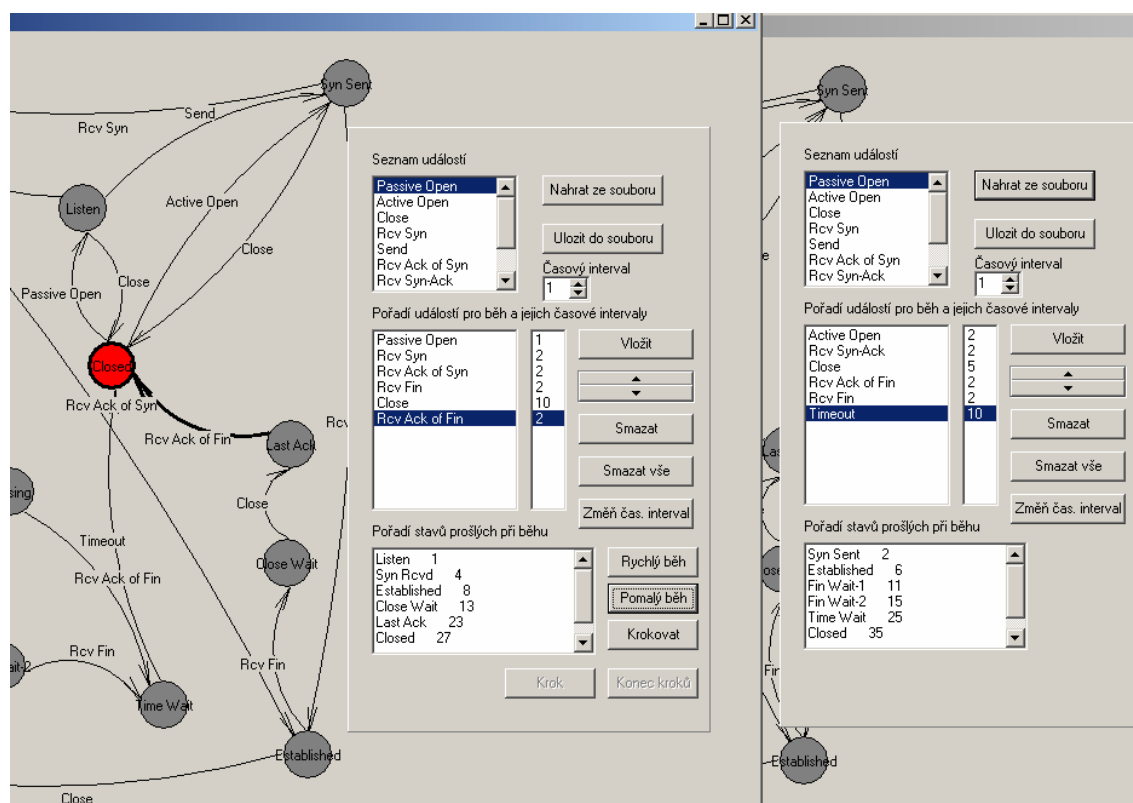 Syn Sent
Send
Rcv Syn
Listen
Active Open
Close
Close
Passive Open
Closed
Rcv Ack of Syn
Rcv Ack of Fin
Last Ack
Rcv
sing
Close
Timeout
Close Wait
Rcv Ack of Fin
Rcv Fin
ait-2
Rcv Fin
Time Wait
Established
Close
Seznam událostí
Passive Open
Active Open
Close
Rcv Syn
Send
Rcv Ack of Syn
Rcv Syn-Ack
Nahrat ze souboru
Ulozit do souboru
Časový interval
1
Pořadí událostí pro běh a jejich časové intervaly
Passive Open 1
Rcv Syn 2
Rcv Ack of Syn 2
Rcv Fin 2
Close 10
Rcv Ack of Fin 2
Vložit
Smazat
Smazat vše
Změň čas. interval
Pořadí stavů prošlých při běhu
Listen 1
Syn Rcvd 4
Established 8
Close Wait 13
Last Ack 23
Closed 27
Rychlý běh
Pomalý běh
Krokovat
Krok
Konec kroků
Syn Sent
e
Las
ose
Fin
Established
Seznam událostí
Passive Open
Active Open
Close
Rcv Syn
Send
Rcv Ack of Syn
Rcv Syn-Ack
Nahrat ze souboru
Ulozit do souboru
Časový interval
1
Pořadí událostí pro běh a jejich časové intervaly
Active Open 2
Rcv Syn-Ack 2
Close 5
Rcv Ack of Fin 2
Rcv Fin 2
Timeout 10
Vložit
Smazat
Smazat vše
Změň čas. interval
Pořadí stavů prošlých při běhu
Syn Sent 2
Established 6
Fin Wait-1 11
Fin Wait-2 15
Time Wait 25
Closed 35